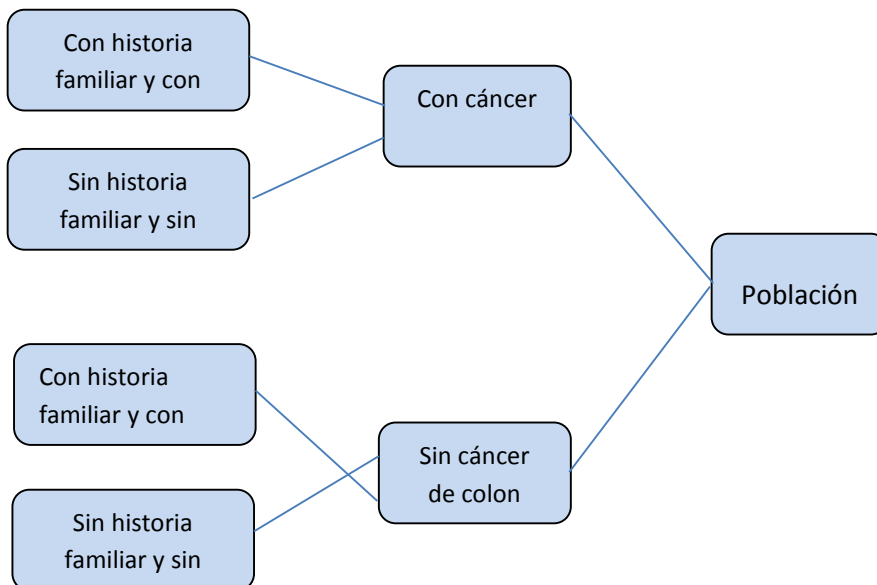 Con historia
familiar y con
Sin historia
familiar y sin
Con cáncer
Población
Con historia
familiar y con
Sin historia
familiar y sin
Sin cáncer
de colon